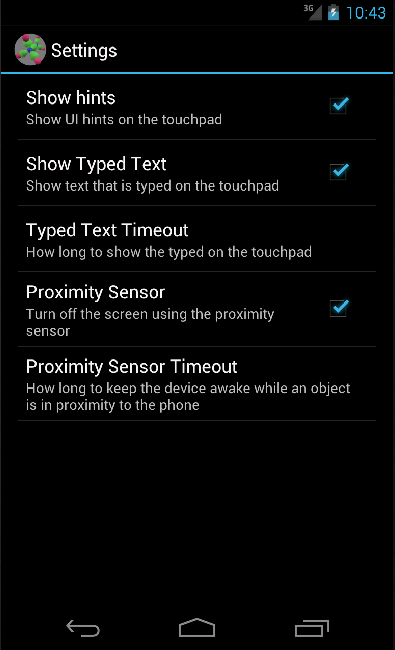 3G 10:43
Settings
Show hints
Show UI hints on the touchpad
Show Typed Text
Show text that is typed on the touchpad
Typed Text Timeout
How long to show the typed on the touchpad
Proximity Sensor
Turn off the screen using the proximity
sensor
Proximity Sensor Timeout
How long to keep the device awake while an object
is in proximity to the phone